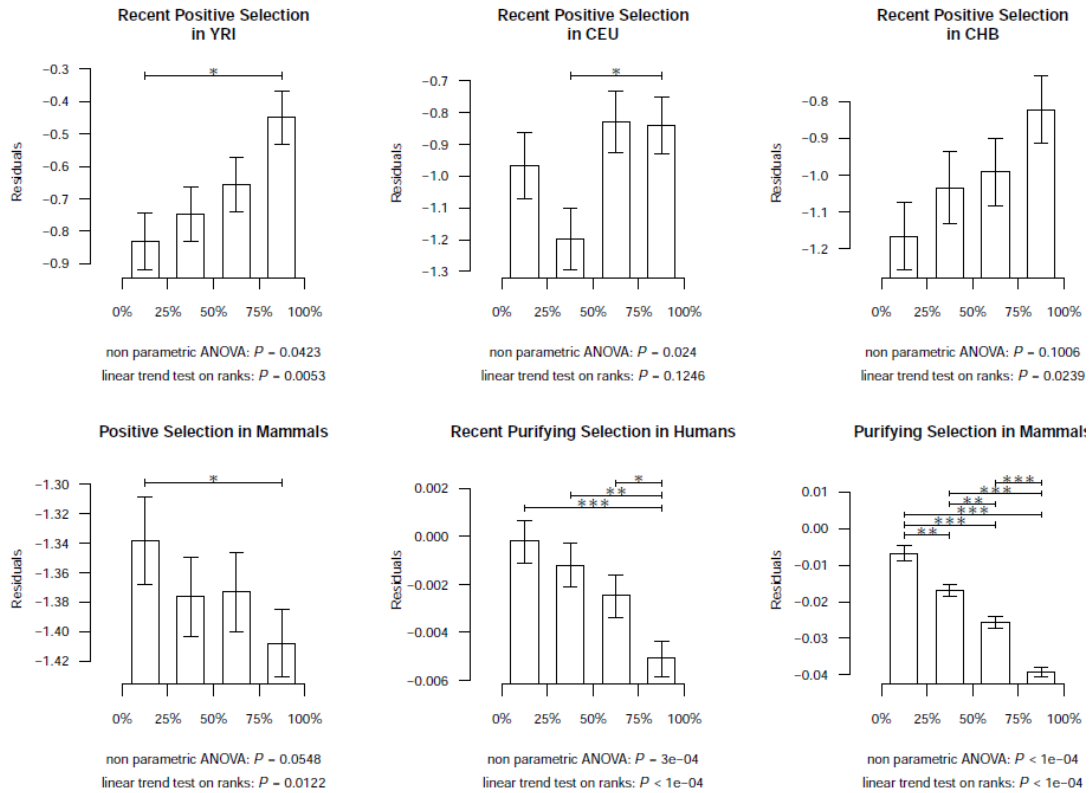 Recent Positive Selection
in YRI
-0.3
-0.4
-0.5
-0.6
-0.7
-0.8
-0.9
Residuals
*
0% 25% 50% 75% 100%
non parametric ANOVA: P = 0.0423
linear trend test on ranks: P = 0.0053
Recent Positive Selection
in CEU
-0.7
-0.8
-0.9
-1.0
-1.1
-1.2
-1.3
Residuals
*
0% 25% 50% 75% 100%
non parametric ANOVA: P = 0.024
linear trend test on ranks: P = 0.1246
Recent Positive Selection
in CHB
-0.8
-0.9
-1.0
-1.1
-1.2
Residuals
0% 25% 50% 75% 100%
non parametric ANOVA: P = 0.1006
linear trend test on ranks: P = 0.0239
Positive Selection in Mammals
-1.30
-1.32
-1.34
-1.36
-1.38
-1.40
-1.42
Residuals
*
0% 25% 50% 75% 100%
non parametric ANOVA: P = 0.0548
linear trend test on ranks: P = 0.0122
Recent Purifying Selection in Humans
0.002
0.000
-0.002
-0.004
-0.006
Residuals
*
**
***
0% 25% 50% 75% 100%
non parametric ANOVA: P = 3e-04
linear trend test on ranks: P < 1e-04
Purifying Selection in Mammals
0.01
0.00
-0.01
-0.02
-0.03
-0.04
Residuals
***
***
**
***
***
**
0% 25% 50% 75% 100%
non parametric ANOVA: P < 1e-04
linear trend test on ranks: P < 1e-04